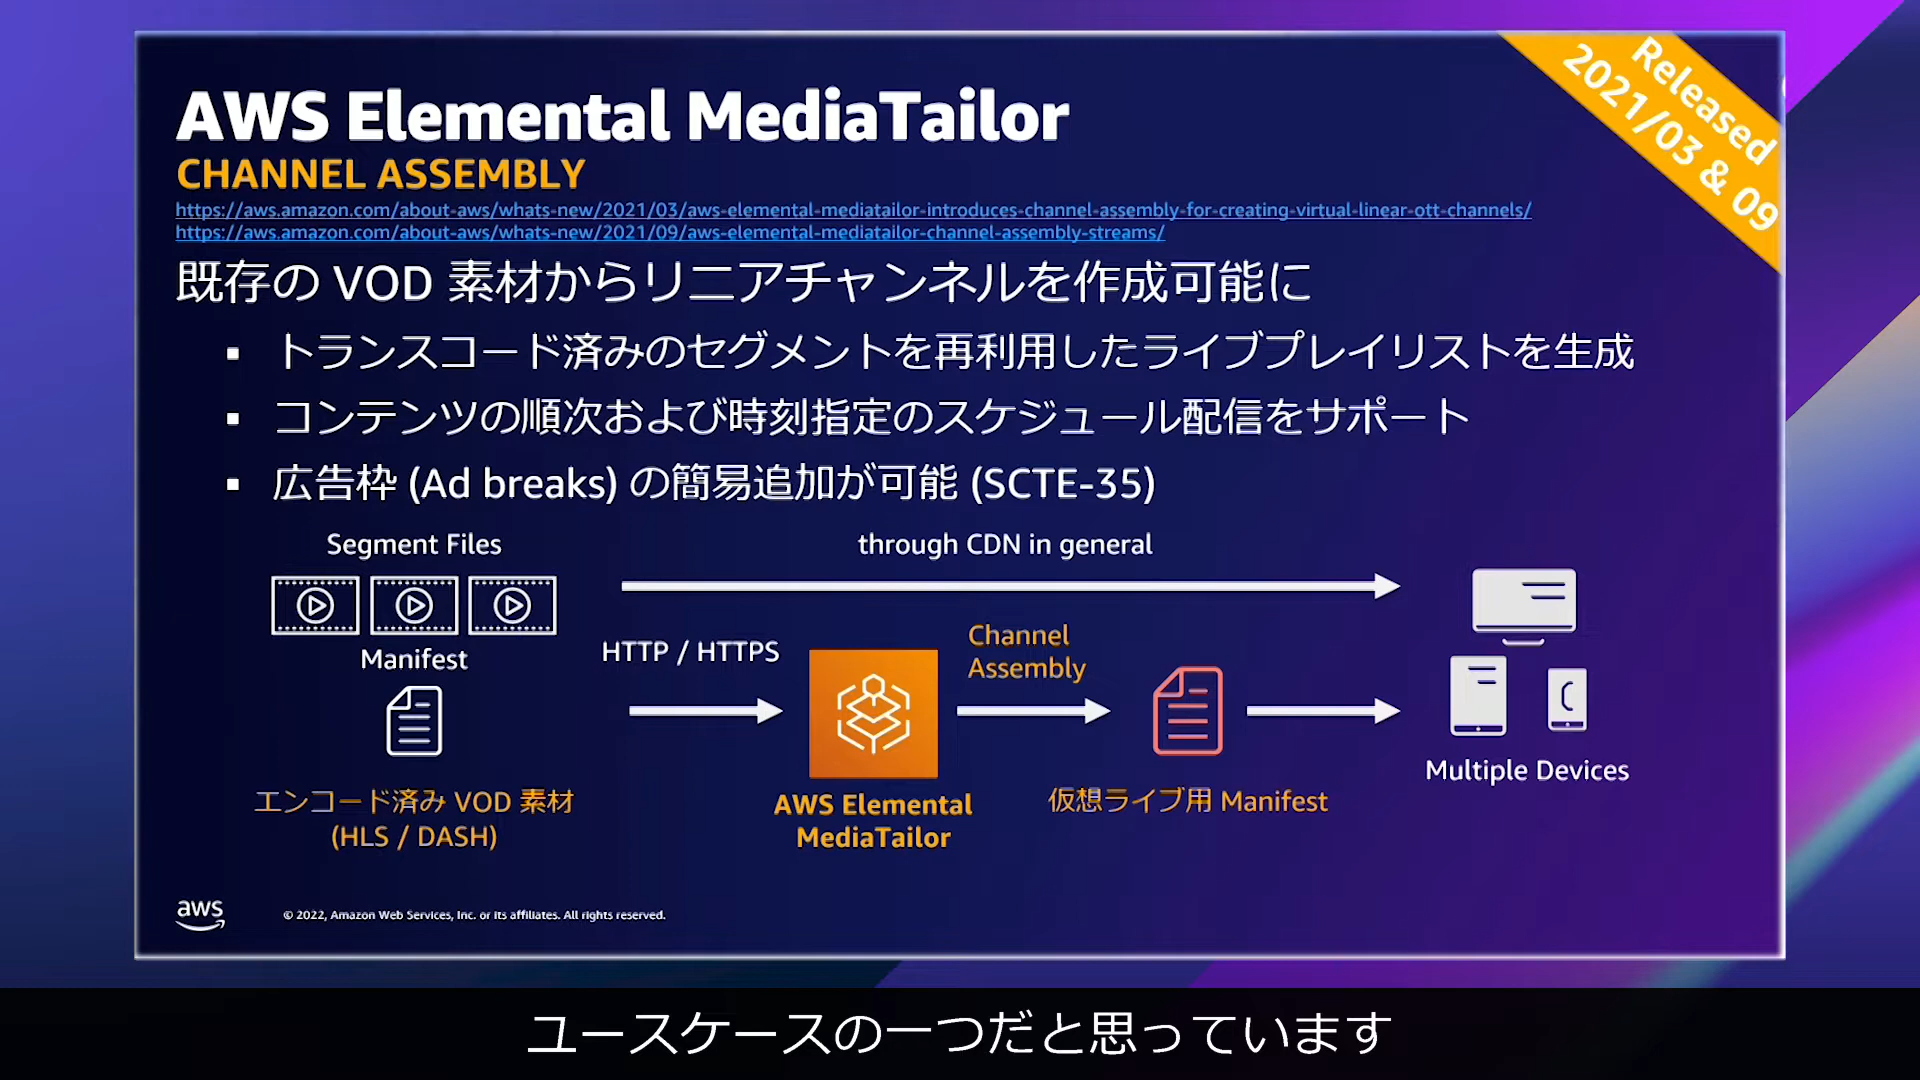 Released
2021/03 & 09
AWS Elemental MediaTailor
CHANNEL ASSEMBLY
https://aws.amazon.com/about-aws/whats-new/2021/03/aws-elemental-mediatailor-introduces-channel-assembly-for-creating-virtual-linear-ott-channels/
https://aws.amazon.com/about-aws/whats-new/2021/09/aws-elemental-mediatailor-channel-assembly-streams/
既存の VOD 素材からリニアチャンネルを作成可能に
▪ トランスコード済みのセグメントを再利用したライブプレイリストを生成
▪ コンテンツの順次および時刻指定のスケジュール配信をサポート
▪ 広告枠 (Ad breaks) の簡易追加が可能 (SCTE-35)
Segment Files
through CDN in general
Manifest
HTTP / HTTPS
Channel
Assembly
エンコード済み VOD 素材
(HLS / DASH)
AWS Elemental
MediaTailor
仮想ライブ用 Manifest
Multiple Devices
aws
© 2022, Amazon Web Services, Inc. or its affiliates. All rights reserved.
ユースケースの一つだと思っています